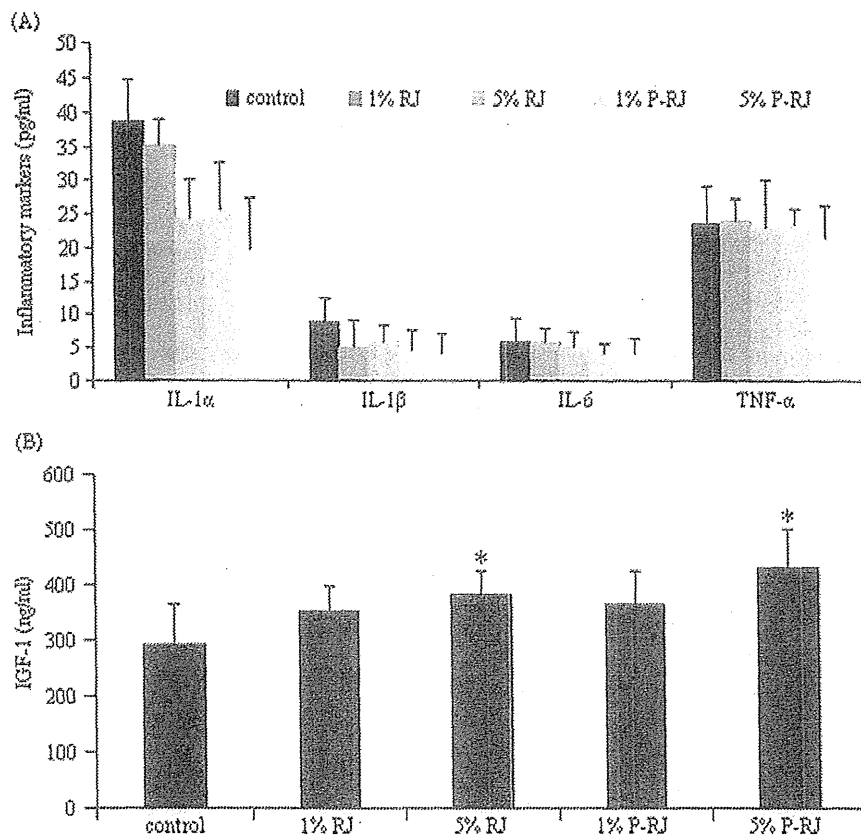 (A)
Inflammatory markers (pg/ml)
50
45
40
35
30
25
20
15
10
5
0
control 1% RJ 5% RJ 1% P-RJ 5% P-RJ
IL-1α IL-1β IL-6 TNF-α
(B)
IGF-1 (ng/ml)
600
500
400
300
200
100
0
* *
control 1% RJ 5% RJ 1% P-RJ 5% P-RJ